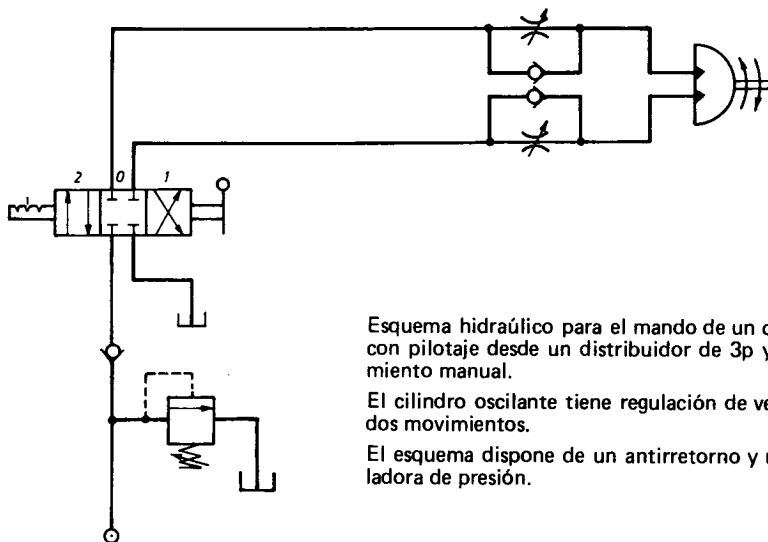 2 0 1
Esquema hidraúlico para el mando de un
con pilotaje desde un distribuidor de 3p y
miento manual.
El cilindro oscilante tiene regulación de
dos movimientos.
El esquema dispone de un antirretorno y
ladora de presión.